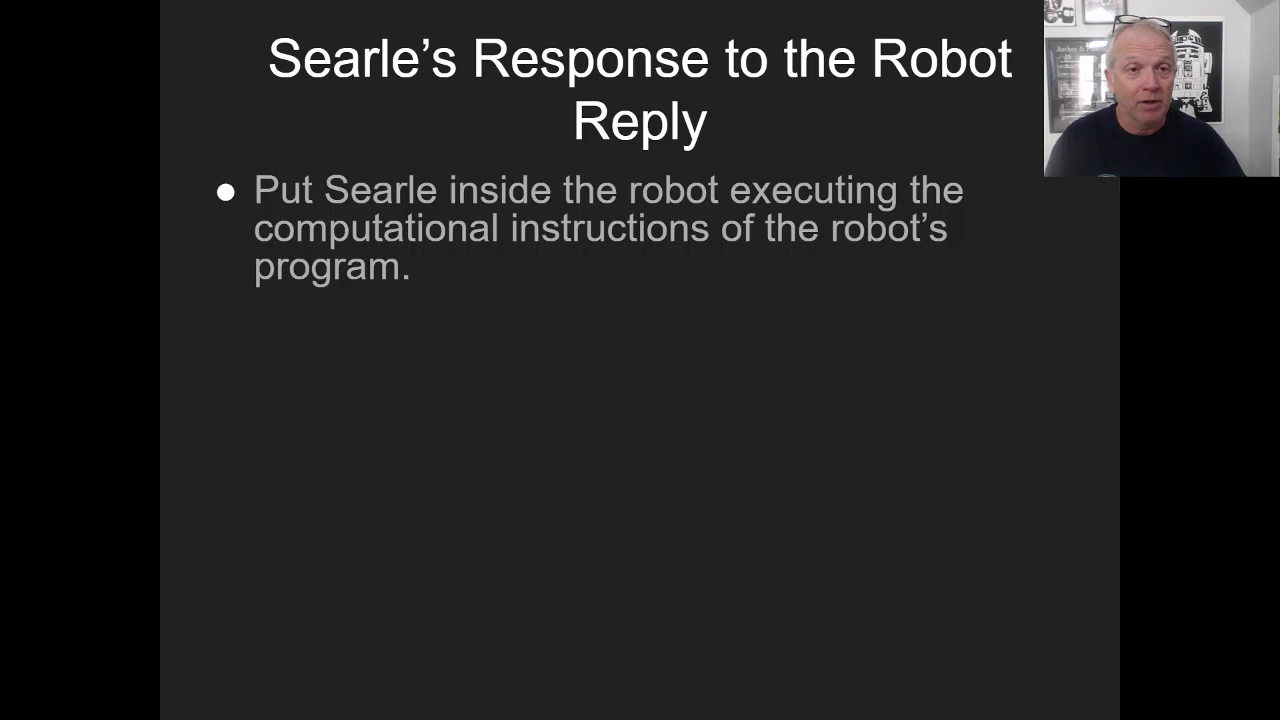 Searle’s Response to the Robot
Reply
● Put Searle inside the robot executing the
computational instructions of the robot’s
program.